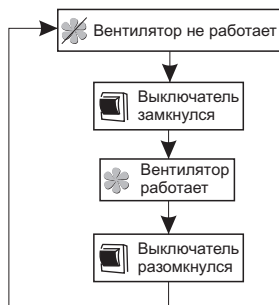 Вентилятор не работает
Выключатель
замкнулся
Вентилятор
работает
Выключатель
разомкнулся